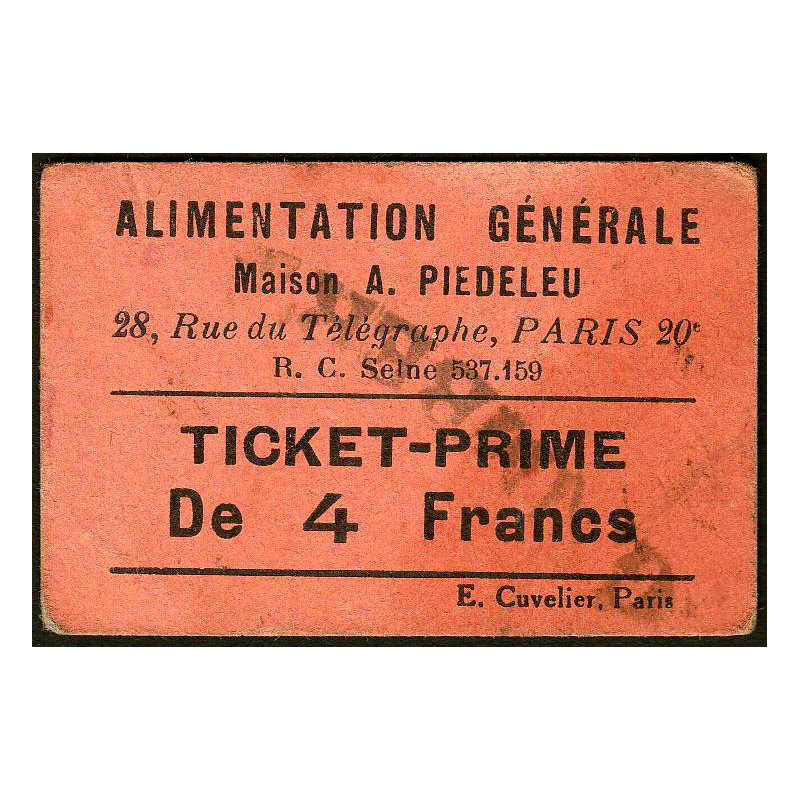 ALIMENTATION GÉNÉRALE
Maison A. PIEDELEU
28, Rue du Télégraphe, PARIS 20e
R. C. Seine 537.159
TICKET-PRIME
De 4 Francs
E. Cuvelier, Paris